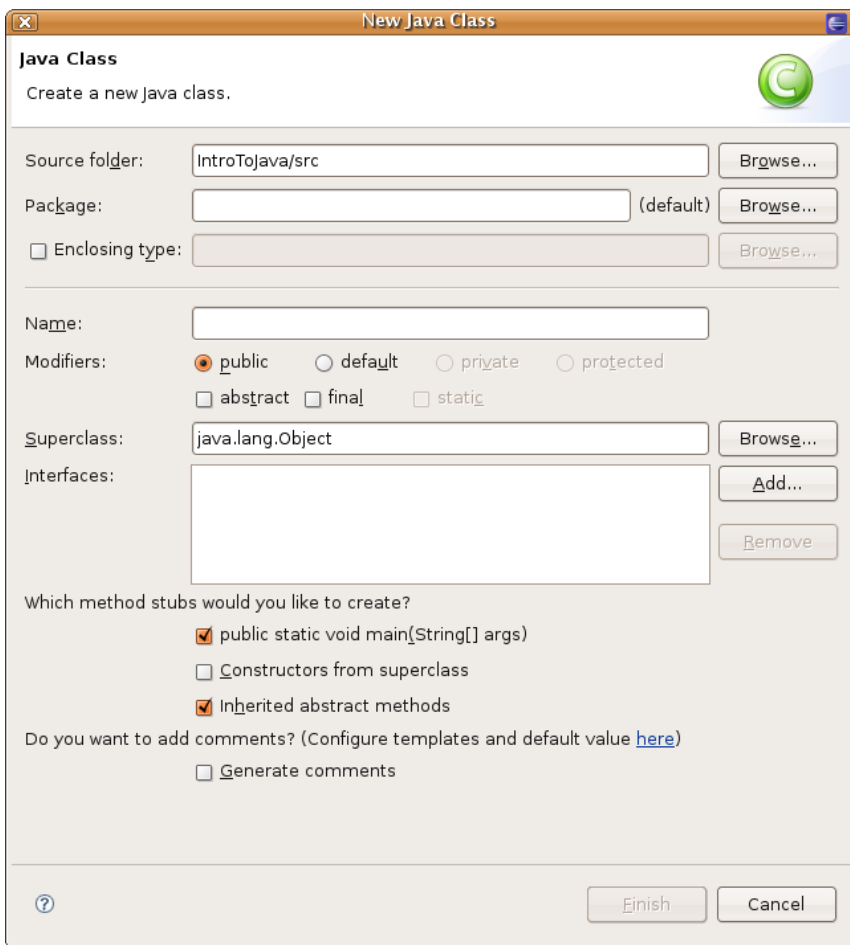 New Java Class
Java Class
Create a new Java class.
Source folder: IntroToJava/src Browse...
Package: (default) Browse...
Enclosing type: Browse...
Name:
Modifiers: public default private protected
abstract final static
Superclass: java.lang.Object Browse...
Interfaces: Add...
Remove
Which method stubs would you like to create?
public static void main(String[] args)
Constructors from superclass
Inherited abstract methods
Do you want to add comments? (Configure templates and default value here)
Generate comments
? Finish Cancel